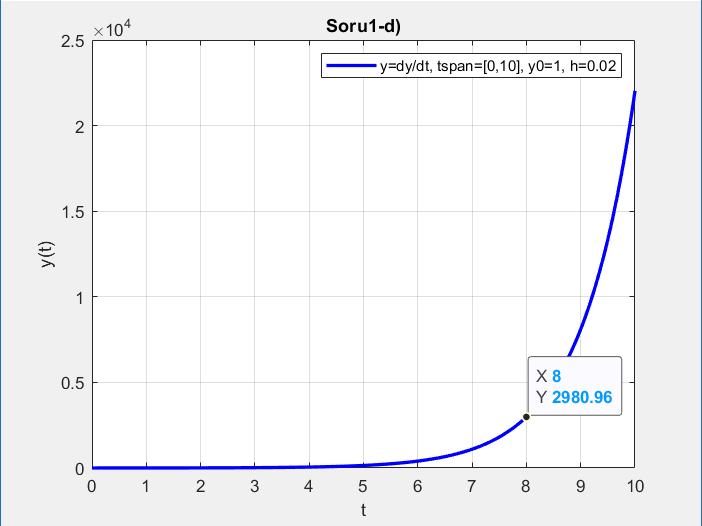 Soru1-d)
×10⁴
y=dy/dt, tspan=[0,10], y0=1, h=0.02
2.5
2
1.5
1
0.5
0
y(t)
X 8
Y 2980.96
0 1 2 3 4 5 6 7 8 9 10
t